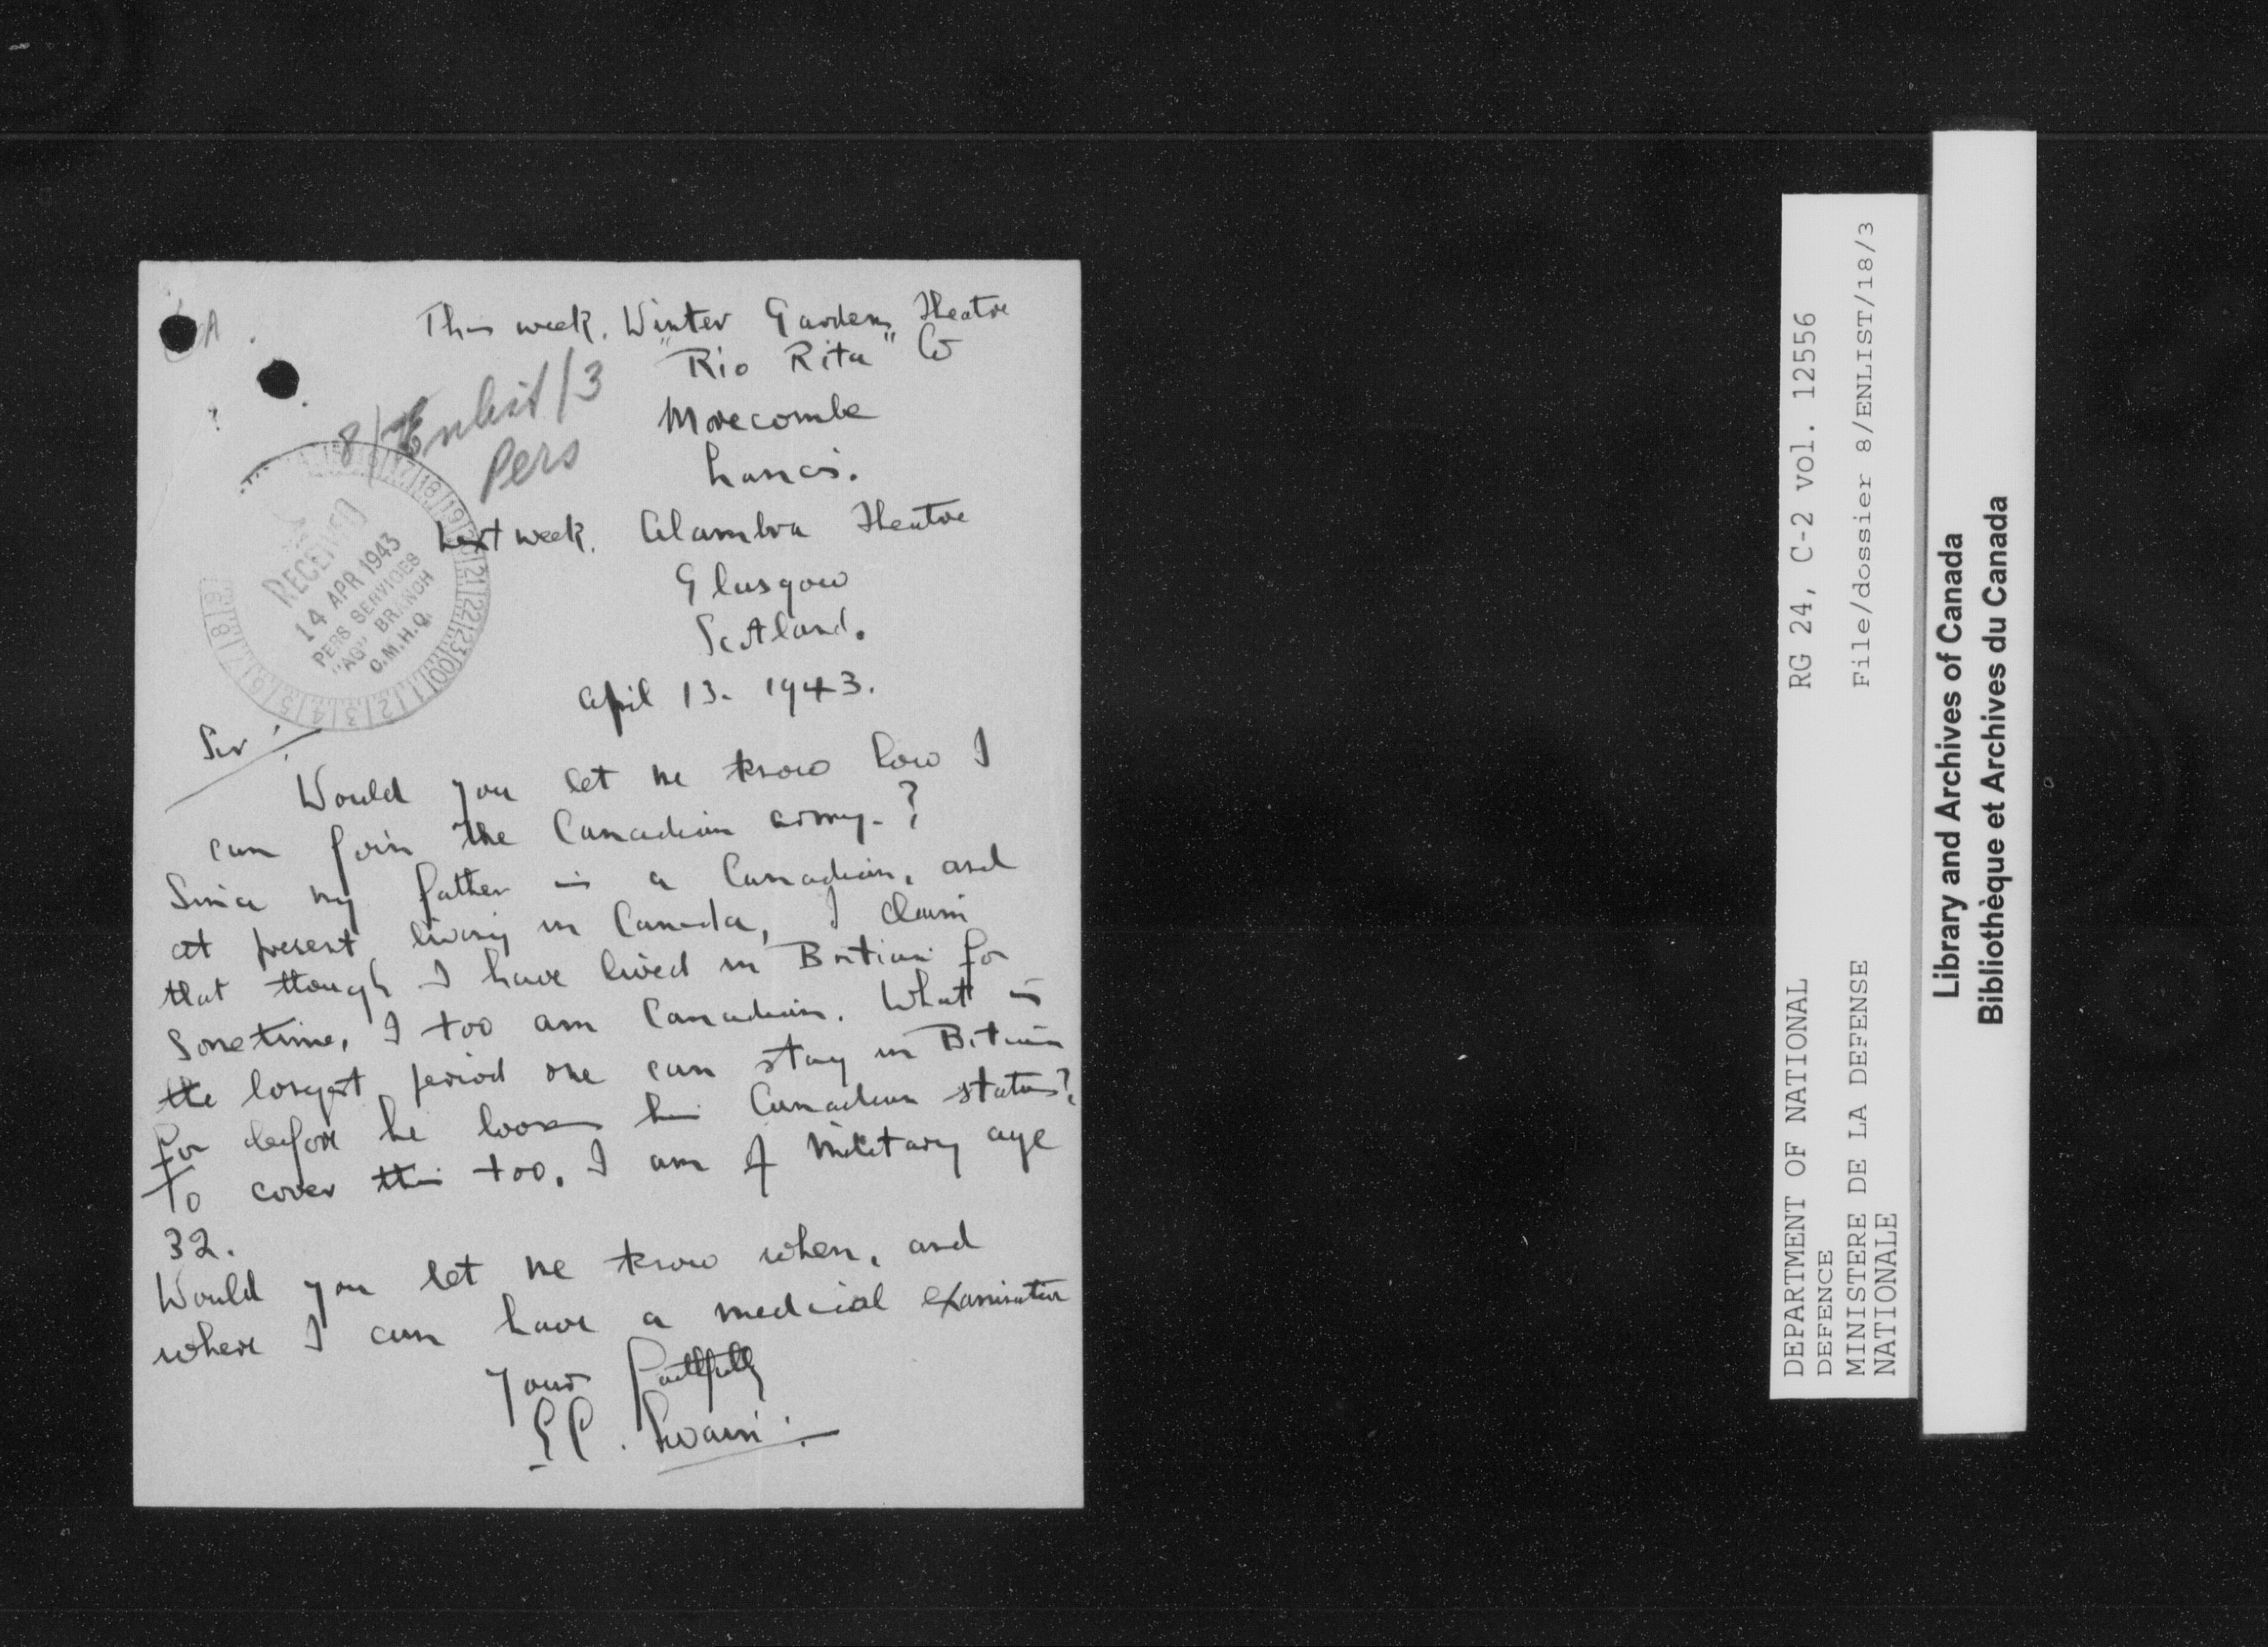 This week. Winter Gardens Theatre
"Rio Rita" Co
Morecombe
Lancs.
8/Enlist/3
Pers
RECEIVED
14 APR 1943
PERS SERVICES
"AG" BRANCH
C.M.H.Q.
Next week. Alambra Theatre
Glasgow
Scotland.
April 13. 1943.
Sir!
Would you let me know how I
can join the Canadian army.?
Since my father is a Canadian, and
at present living in Canada, I claim
that though I have lived in Britain for
sometime, I too am Canadian. What is
the longest period one can stay in Britain
for before he looses his Canadian status?
To cover this too. I am of military age
32.
Would you let me know when, and
where I can have a medical examination
Yours faithfully
Swain
DEPARTMENT OF NATIONAL
DEFENCE
MINISTERE DE LA DEFENSE
NATIONALE
RG 24, C-2 vol. 12556
File/dossier 8/ENLIST/18/3
Library and Archives of Canada
Bibliothèque et Archives du Canada